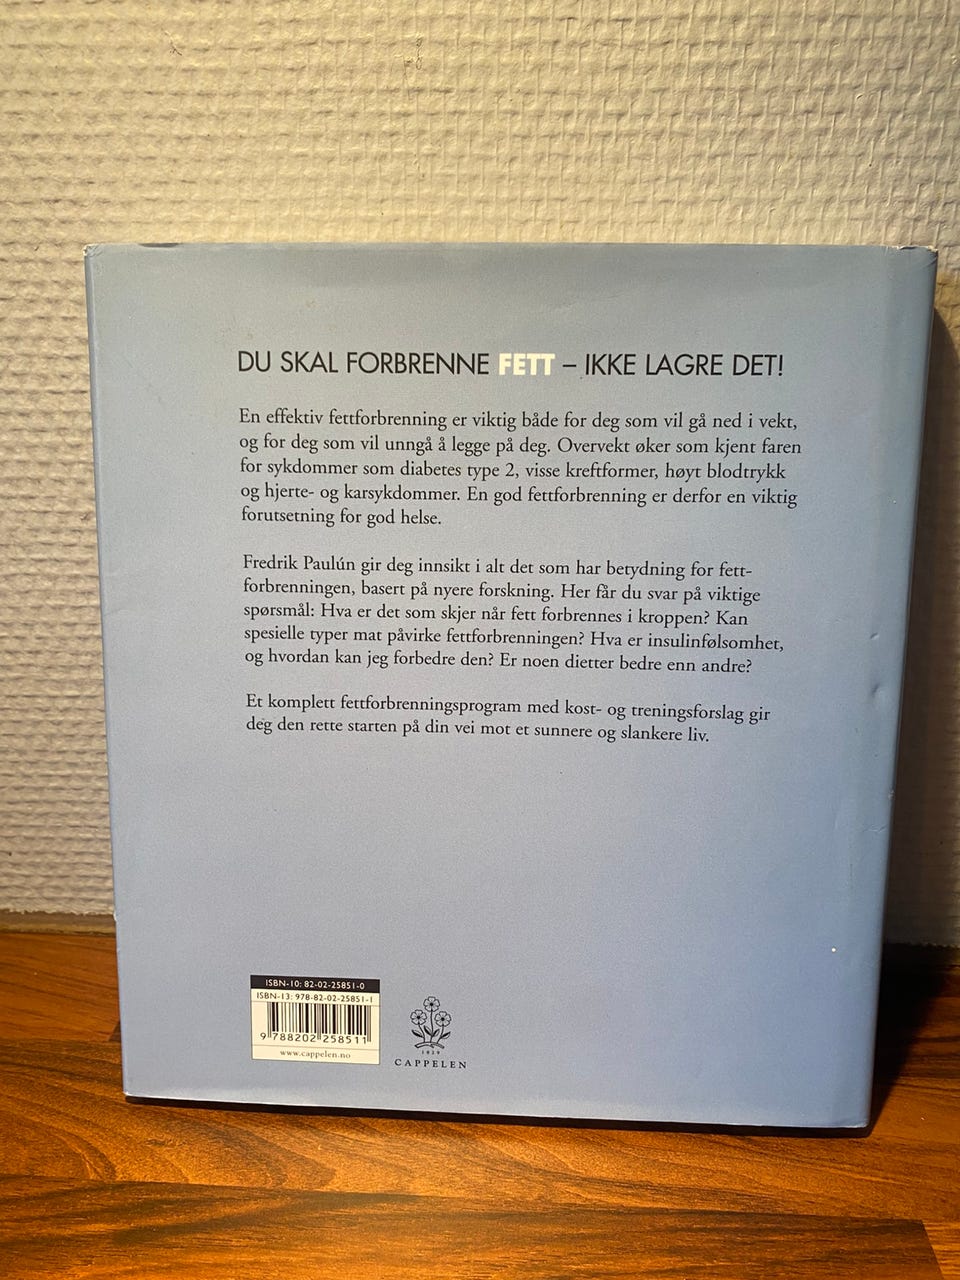 DU SKAL FORBRENNE FETT – IKKE LAGRE DET!
En effektiv fettforbrenning er viktig både for deg som vil gå ned i vekt,
og for deg som vil unngå å legge på deg. Overvekt øker som kjent faren
for sykdommer som diabetes type 2, visse kreftformer, høyt blodtrykk
og hjerte- og karsykdommer. En god fettforbrenning er derfor en viktig
forutsetning for god helse.
Fredrik Paulún gir deg innsikt i alt det som har betydning for fett-
forbrenningen, basert på nyere forskning. Her får du svar på viktige
spørsmål: Hva er det som skjer når fett forbrennes i kroppen? Kan
spesielle typer mat påvirke fettforbrenningen? Hva er insulinfølsomhet,
og hvordan kan jeg forbedre den? Er noen dietter bedre enn andre?
Et komplett fettforbrenningsprogram med kost- og treningsforslag gir
deg den rette starten på din vei mot et sunnere og slankere liv.
ISBN-10: 82-02-25851-0
ISBN-13: 978-82-02-25851-1
9 788202 258511
www.cappelen.no
1829
CAPPELEN